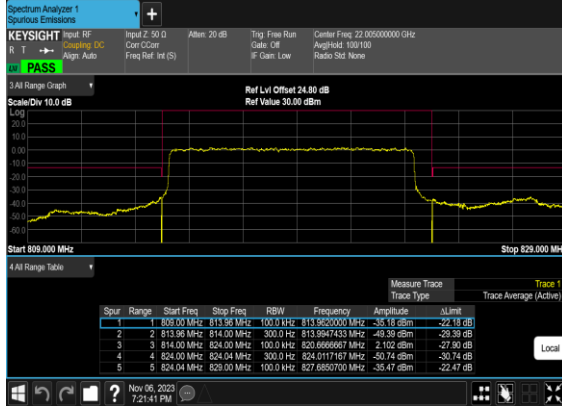 Spectrum Analyzer 1
Spurious Emissions
+
KEYSIGHT Input: RF Input Z: 50 Ω Atten: 20 dB Trig: Free Run Center Freq: 22.005000000 GHz
R T Coupling: DC Corr CCorr Gate: Off Avg|Hold: 100/100
Align: Auto Freq Ref: Int (S) IF Gain: Low Radio Std: None
PASS
3 All Range Graph
Ref Lvl Offset 24.80 dB
Scale/Div 10.0 dB Ref Value 30.00 dBm
Log
20.0
10.0
0.00
-10.0
-20.0
-30.0
-40.0
-50.0
-60.0
Start 809.000 MHz Stop 829.000 MH
4 All Range Table
Measure Trace Trace 1
Trace Type Trace Average (Active)
Spur Range Start Freq Stop Freq RBW Frequency Amplitude ΔLimit
1 1 809.00 MHz 813.96 MHz 100.0 kHz 813.9620000 MHz -35.18 dBm -22.18 dB
2 2 813.96 MHz 814.00 MHz 300.0 Hz 813.9947433 MHz -49.39 dBm -29.39 dB
3 3 814.00 MHz 824.00 MHz 100.0 kHz 820.6666667 MHz 2.102 dBm -27.90 dB
4 4 824.00 MHz 824.04 MHz 300.0 Hz 824.0117167 MHz -50.74 dBm -30.74 dB
5 5 824.04 MHz 829.00 MHz 100.0 kHz 827.6850700 MHz -35.47 dBm -22.47 dB
Local
? Nov 06, 2023
7:21:41 PM